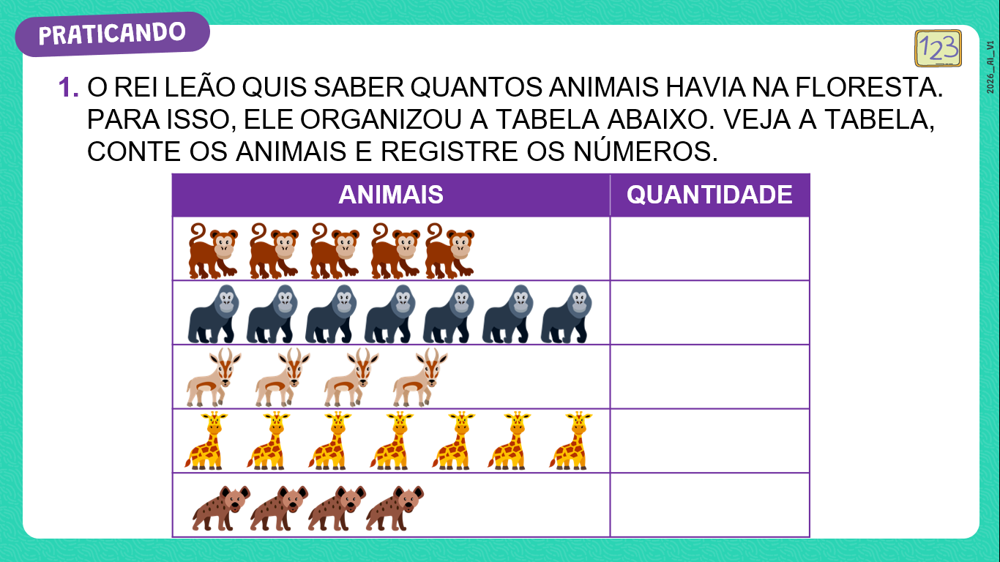 PRATICANDO
123
2026_AI_V1
1. O REI LEÃO QUIS SABER QUANTOS ANIMAIS HAVIA NA FLORESTA.
PARA ISSO, ELE ORGANIZOU A TABELA ABAIXO. VEJA A TABELA,
CONTE OS ANIMAIS E REGISTRE OS NÚMEROS.
ANIMAIS QUANTIDADE